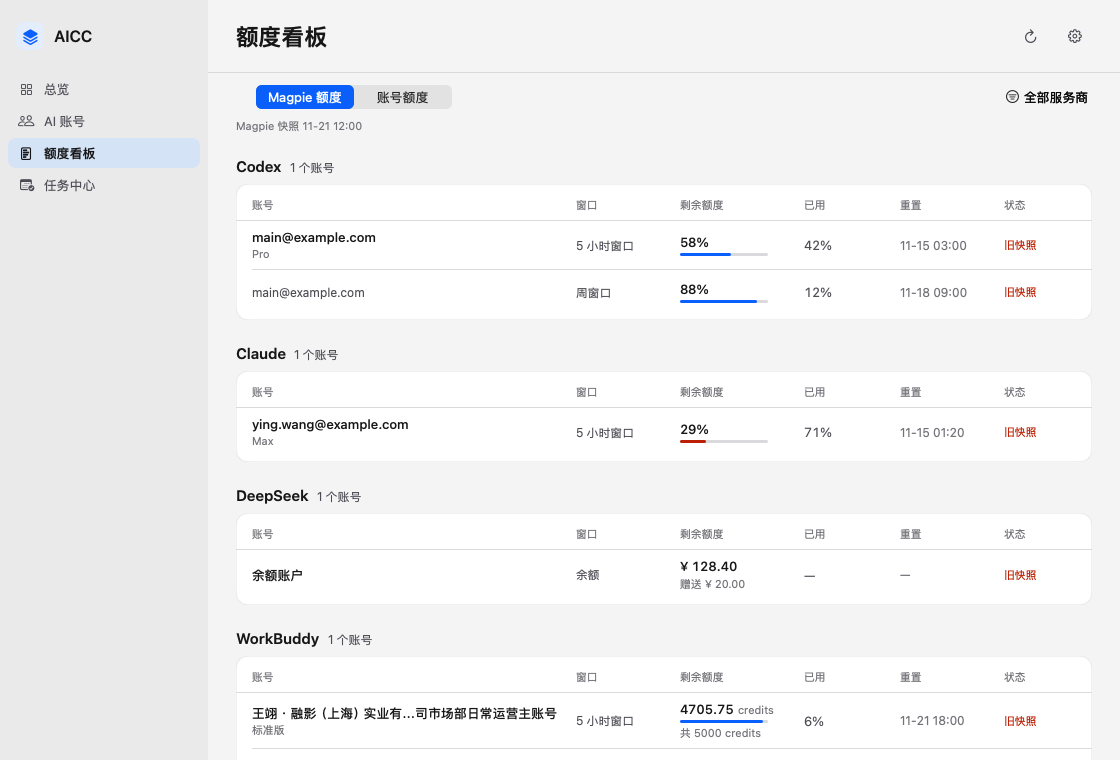 AICC
总览
AI 账号
额度看板
任务中心
额度看板
Magpie 额度 账号额度
全部服务商
Magpie 快照 11-21 12:00
Codex 1 个账号
账号 窗口 剩余额度 已用 重置 状态
main@example.com
Pro
5 小时窗口 58% 42% 11-15 03:00 旧快照
main@example.com 周窗口 88% 12% 11-18 09:00 旧快照
Claude 1 个账号
账号 窗口 剩余额度 已用 重置 状态
ying.wang@example.com
Max
5 小时窗口 29% 71% 11-15 01:20 旧快照
DeepSeek 1 个账号
账号 窗口 剩余额度 已用 重置 状态
余额账户 余额 ¥ 128.40 — — 旧快照
赠送 ¥ 20.00
WorkBuddy 1 个账号
账号 窗口 剩余额度 已用 重置 状态
王翊 · 融影（上海）实业有...司市场部日常运营主账号
标准版
5 小时窗口 4705.75 credits 6% 11-21 18:00 旧快照
共 5000 credits